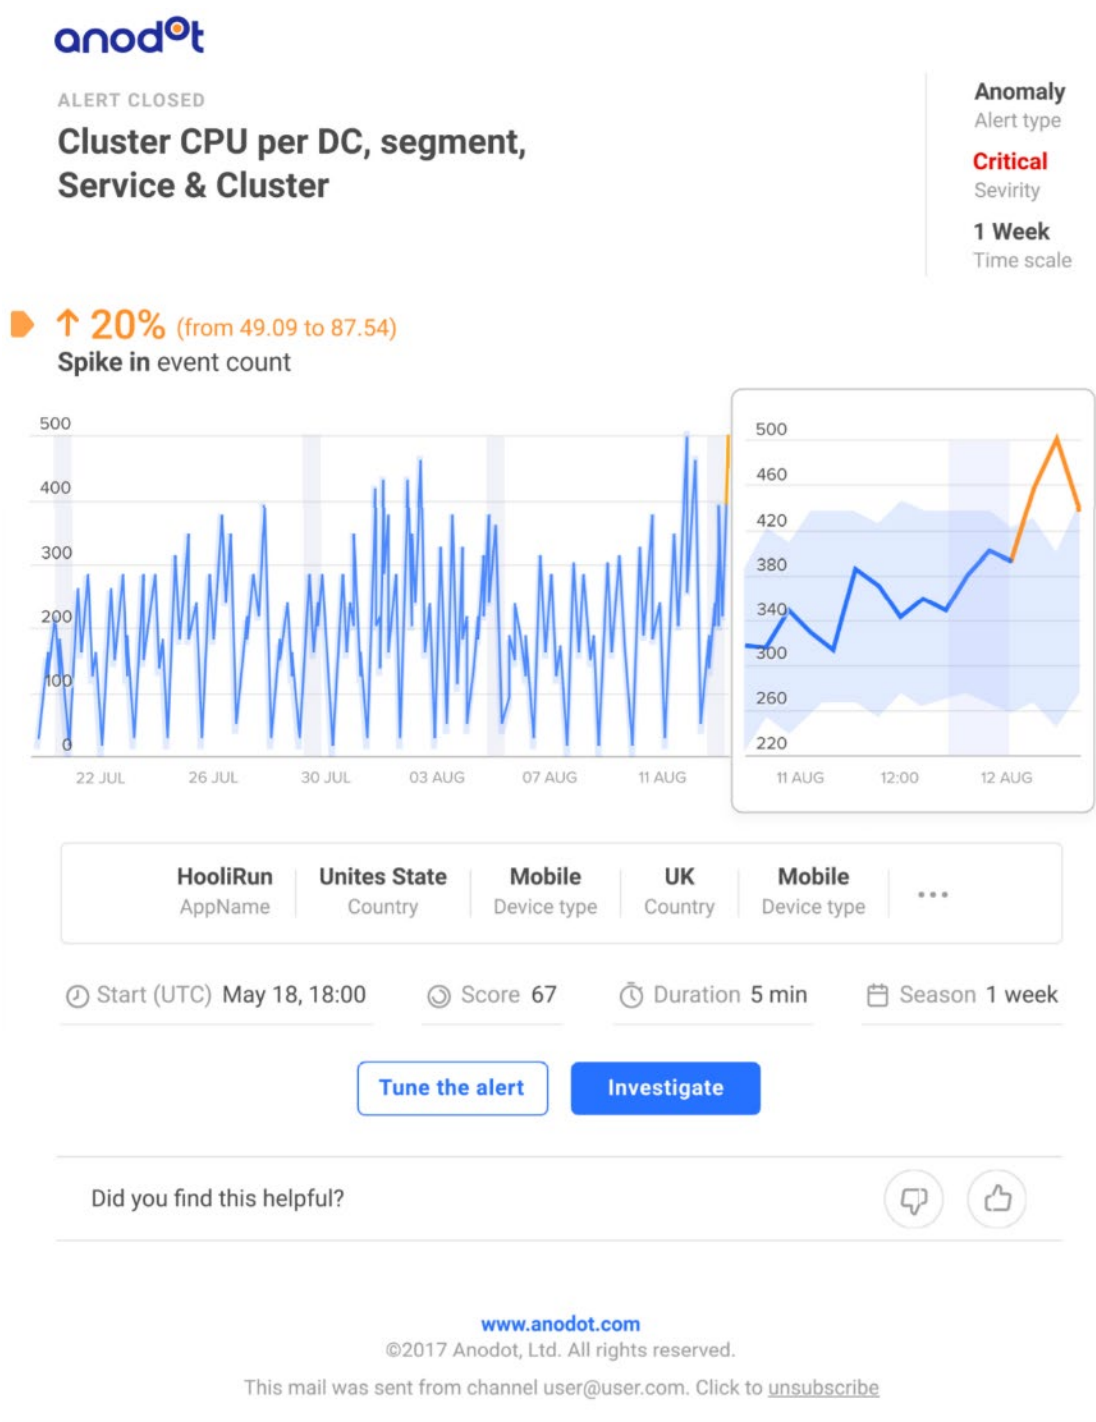 anodot
ALERT CLOSED
Cluster CPU per DC, segment,
Service & Cluster
Anomaly
Alert type
Critical
Sevirity
1 Week
Time scale
↑ 20% (from 49.09 to 87.54)
Spike in event count
500
400
300
200
100
0
22 JUL 26 JUL 30 JUL 03 AUG 07 AUG 11 AUG
500
460
420
380
340
300
260
220
11 AUG 12:00 12 AUG
HooliRun Unites State Mobile UK Mobile
AppName Country Device type Country Device type
Start (UTC) May 18, 18:00 Score 67 Duration 5 min Season 1 week
Tune the alert Investigate
Did you find this helpful?
www.anodot.com
©2017 Anodot, Ltd. All rights reserved.
This mail was sent from channel user@user.com. Click to unsubscribe